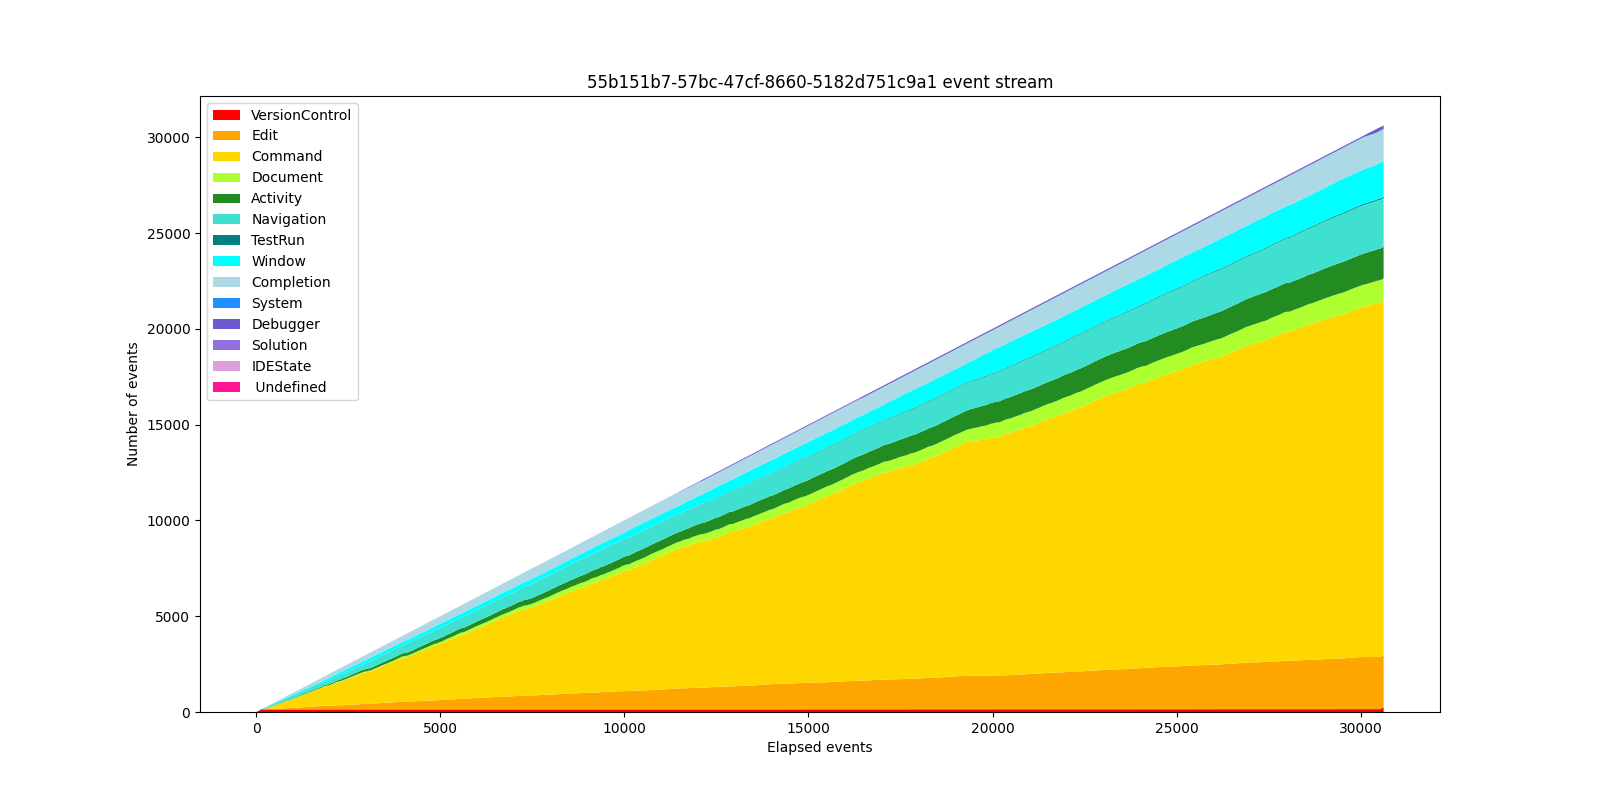 55b151b7-57bc-47cf-8660-5182d751c9a1 event stream
VersionControl
Edit
Command
Document
Activity
Navigation
TestRun
Window
Completion
System
Debugger
Solution
IDEState
Undefined
Number of events
30000
25000
20000
15000
10000
5000
0
0 5000 10000 15000 20000 25000 30000
Elapsed events